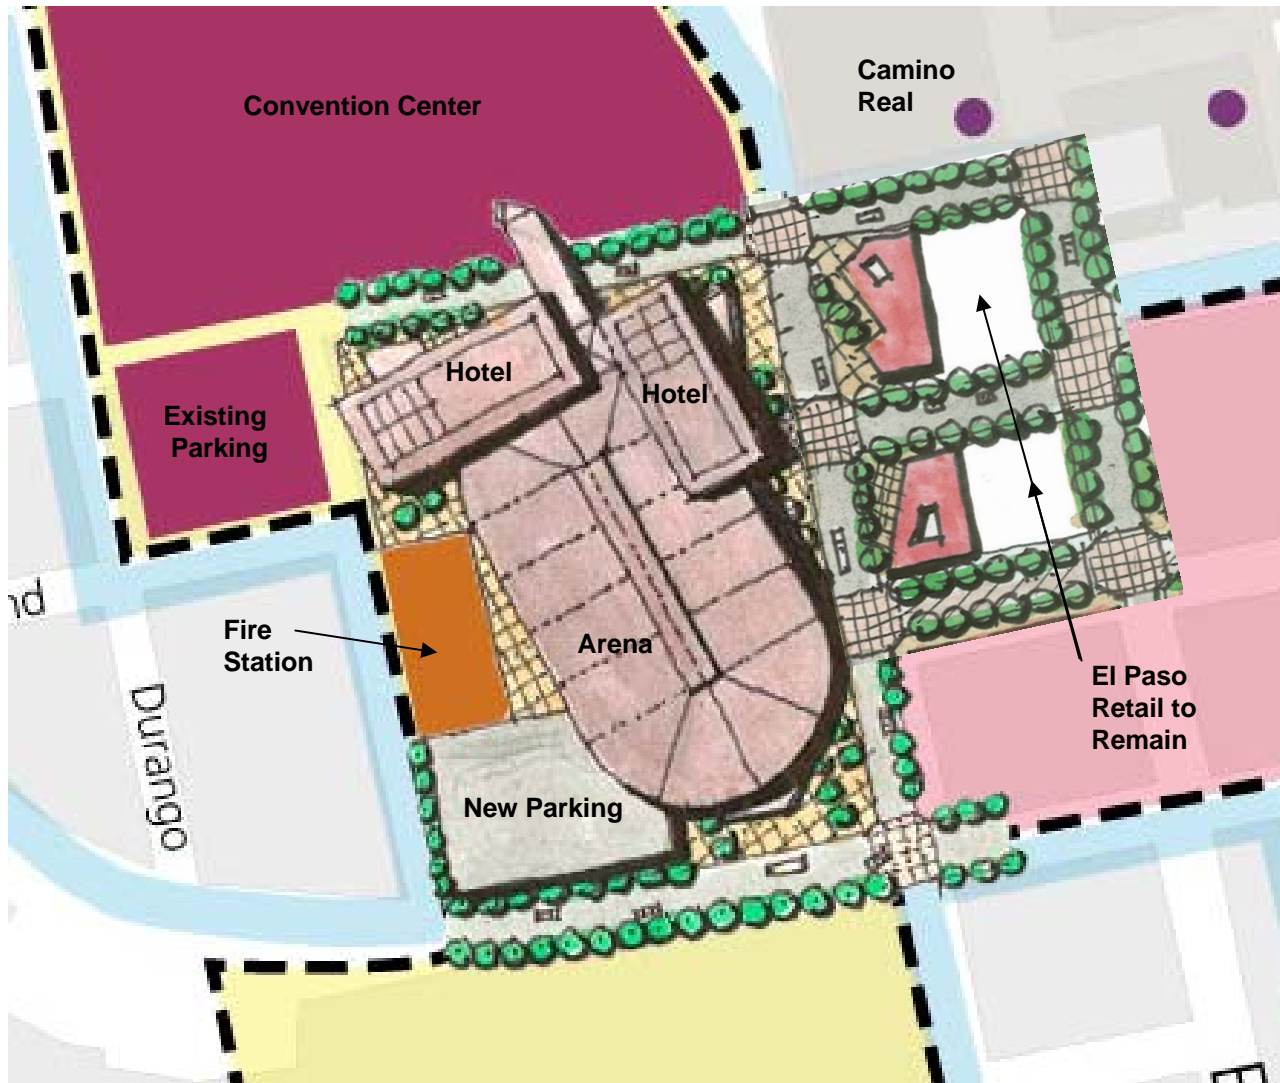 Camino
Real
Convention Center
Hotel
Hotel
Existing
Parking
Fire
Station
Arena
El Paso
Retail to
Remain
Durango
New Parking